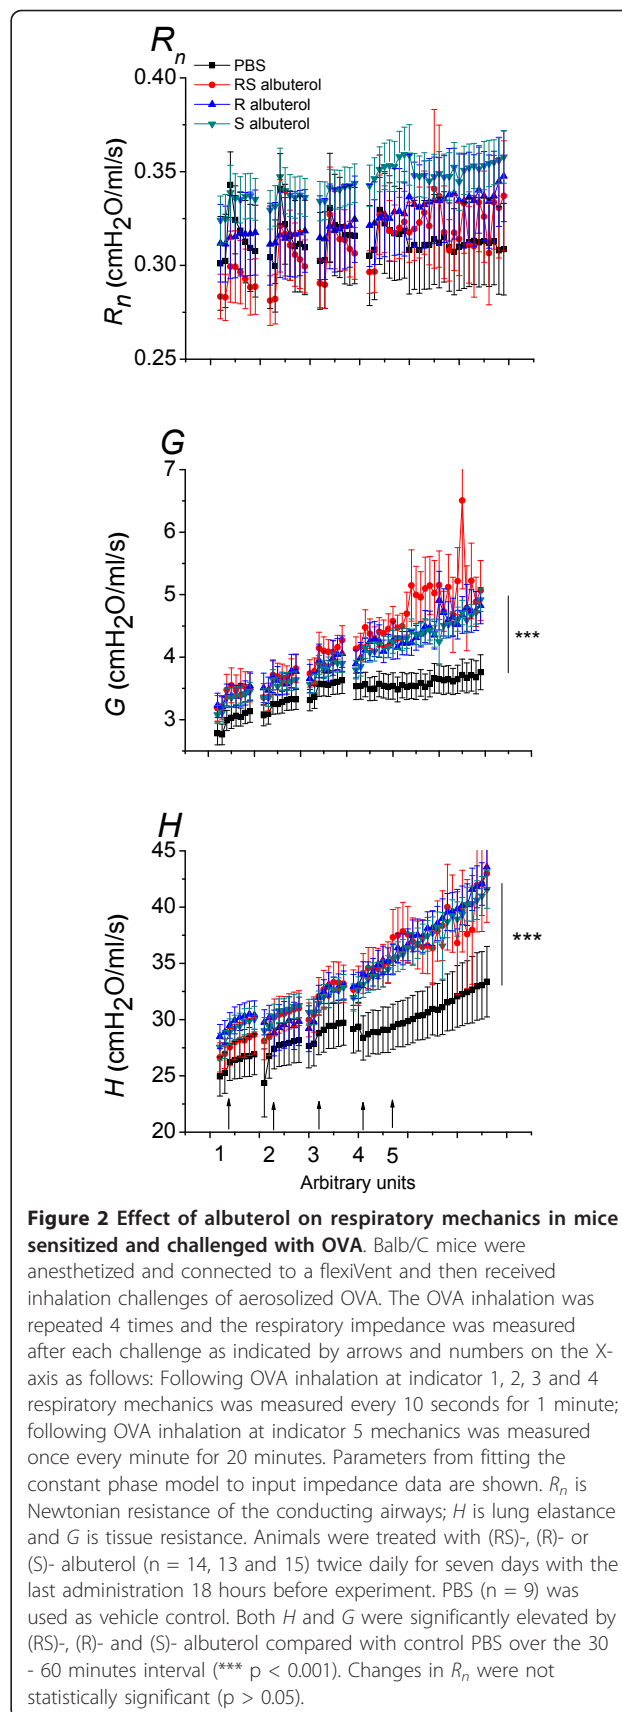 Rn
PBS
RS albuterol
R albuterol
S albuterol
0.40
0.35
0.30
0.25
Rn (cmH2O/ml/s)
G
7
6
5
4
3
G (cmH2O/ml/s)
***
H
45
40
35
30
25
20
H (cmH2O/ml/s)
***
1 2 3 4 5
Arbitrary units
Figure 2 Effect of albuterol on respiratory mechanics in mice
sensitized and challenged with OVA. Balb/C mice were
anesthetized and connected to a flexiVent and then received
inhalation challenges of aerosolized OVA. The OVA inhalation was
repeated 4 times and the respiratory impedance was measured
after each challenge as indicated by arrows and numbers on the X-
axis as follows: Following OVA inhalation at indicator 1, 2, 3 and 4
respiratory mechanics was measured every 10 seconds for 1 minute;
following OVA inhalation at indicator 5 mechanics was measured
once every minute for 20 minutes. Parameters from fitting the
constant phase model to input impedance data are shown. Rn is
Newtonian resistance of the conducting airways; H is lung elastance
and G is tissue resistance. Animals were treated with (RS)-, (R)- or
(S)- albuterol (n = 14, 13 and 15) twice daily for seven days with the
last administration 18 hours before experiment. PBS (n = 9) was
used as vehicle control. Both H and G were significantly elevated by
(RS)-, (R)- and (S)- albuterol compared with control PBS over the 30
- 60 minutes interval (*** p < 0.001). Changes in Rn were not
statistically significant (p > 0.05).